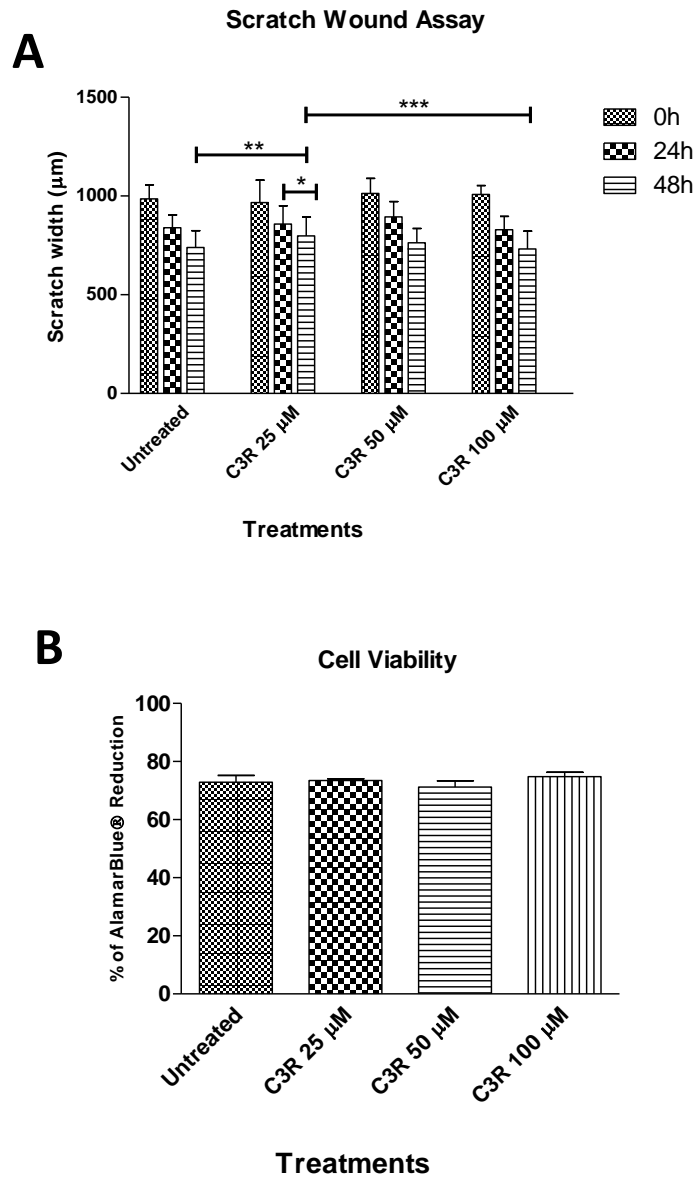 Scratch Wound Assay
A
1500
1000
500
0
Scratch width (µm)
***
**
*
0h
24h
48h
Untreated
C3R 25 µM
C3R 50 µM
C3R 100 µM
Treatments
B
Cell Viability
100
80
60
40
20
0
% of AlamarBlue® Reduction
Untreated
C3R 25 µM
C3R 50 µM
C3R 100 µM
Treatments